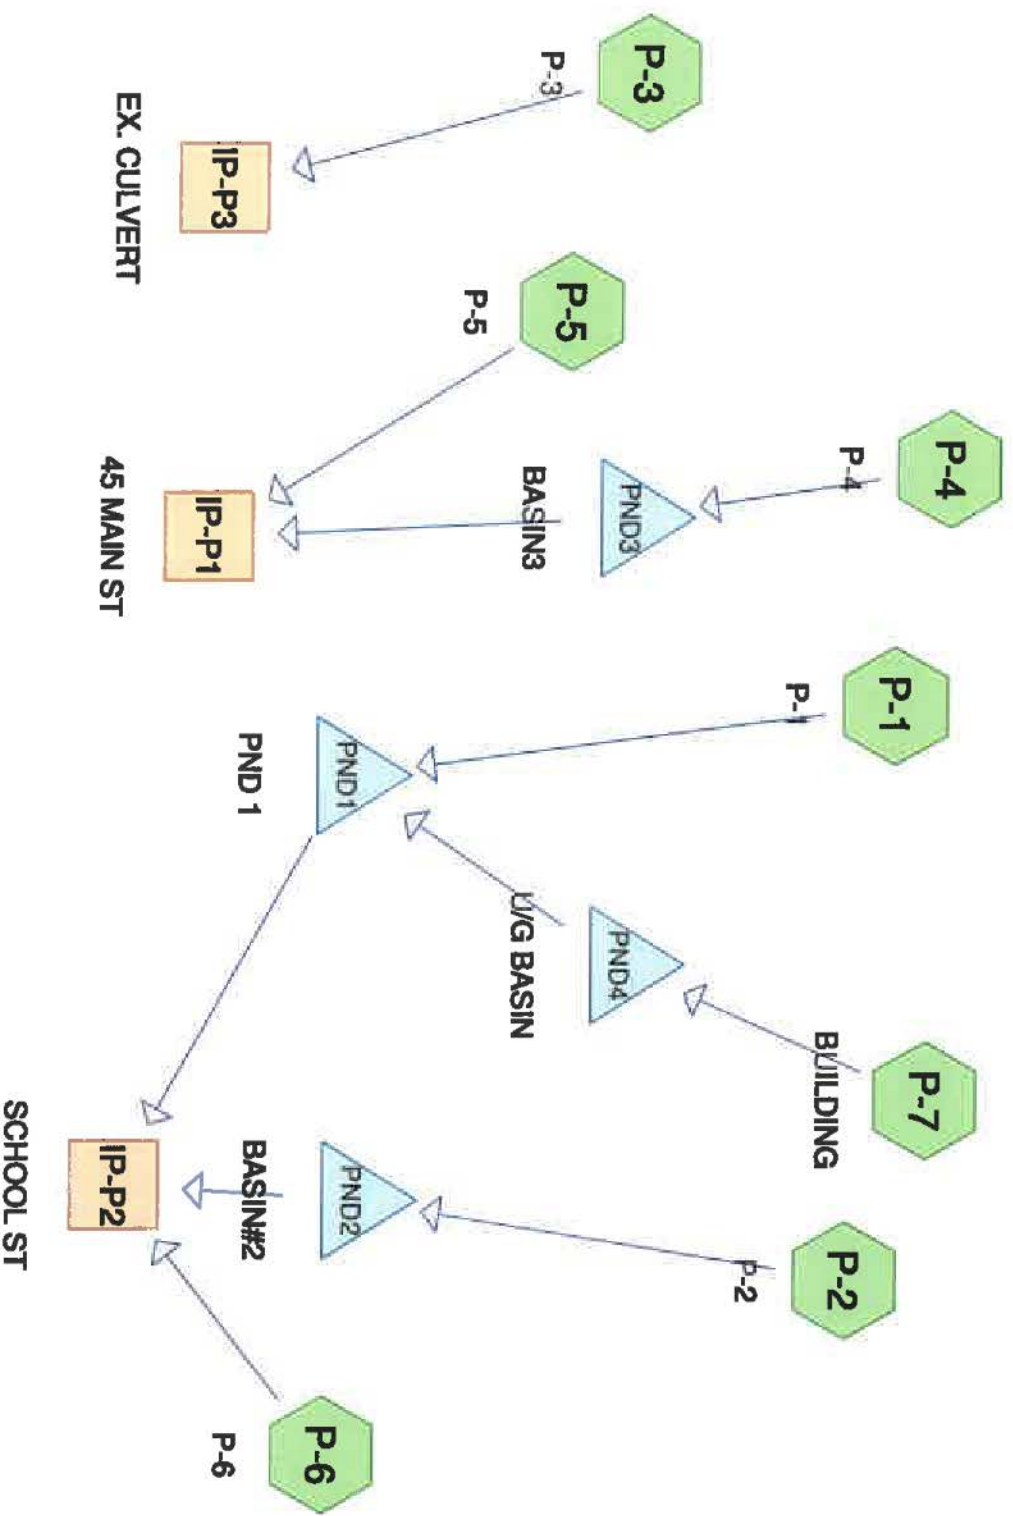 P-3
P-3
IP-P3
EX. CULVERT
P-5
P-5
P-4
P-4
PND3
BASIN3
IP-P1
45 MAIN ST
P-1
P-1
PND1
PND 1
P-7
BUILDING
PND4
U/G BASIN
P-2
P-2
PND2
BASIN#2
IP-P2
SCHOOL ST
P-6
P-6